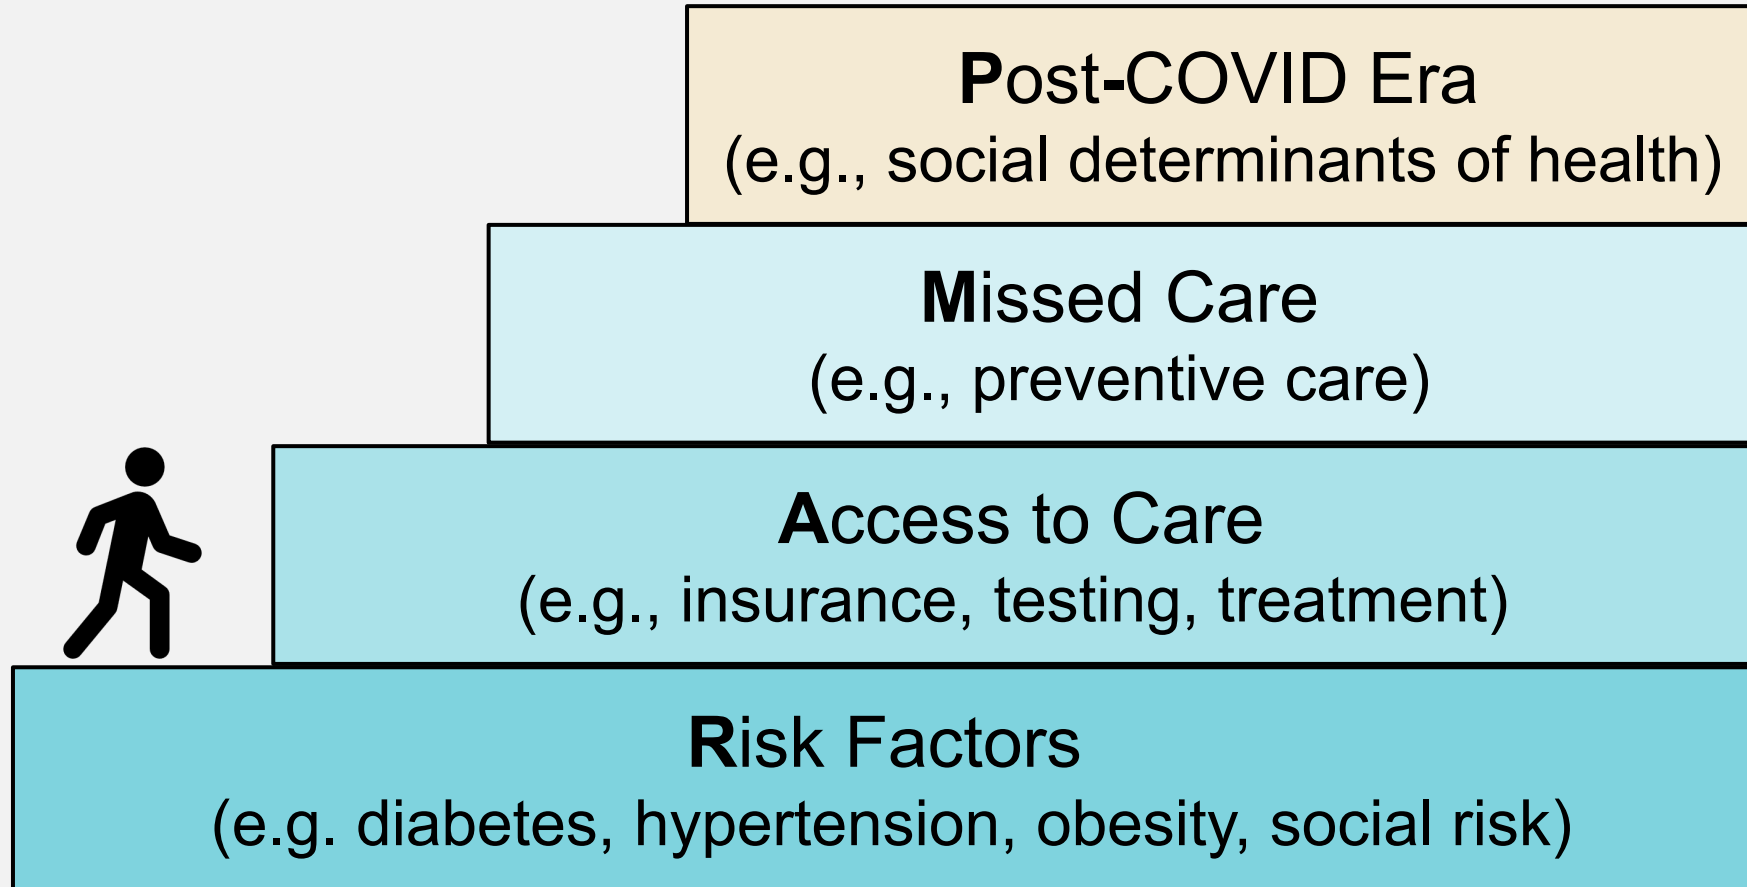 Post-COVID Era
(e.g., social determinants of health)
Missed Care
(e.g., preventive care)
Access to Care
(e.g., insurance, testing, treatment)
Risk Factors
(e.g. diabetes, hypertension, obesity, social risk)